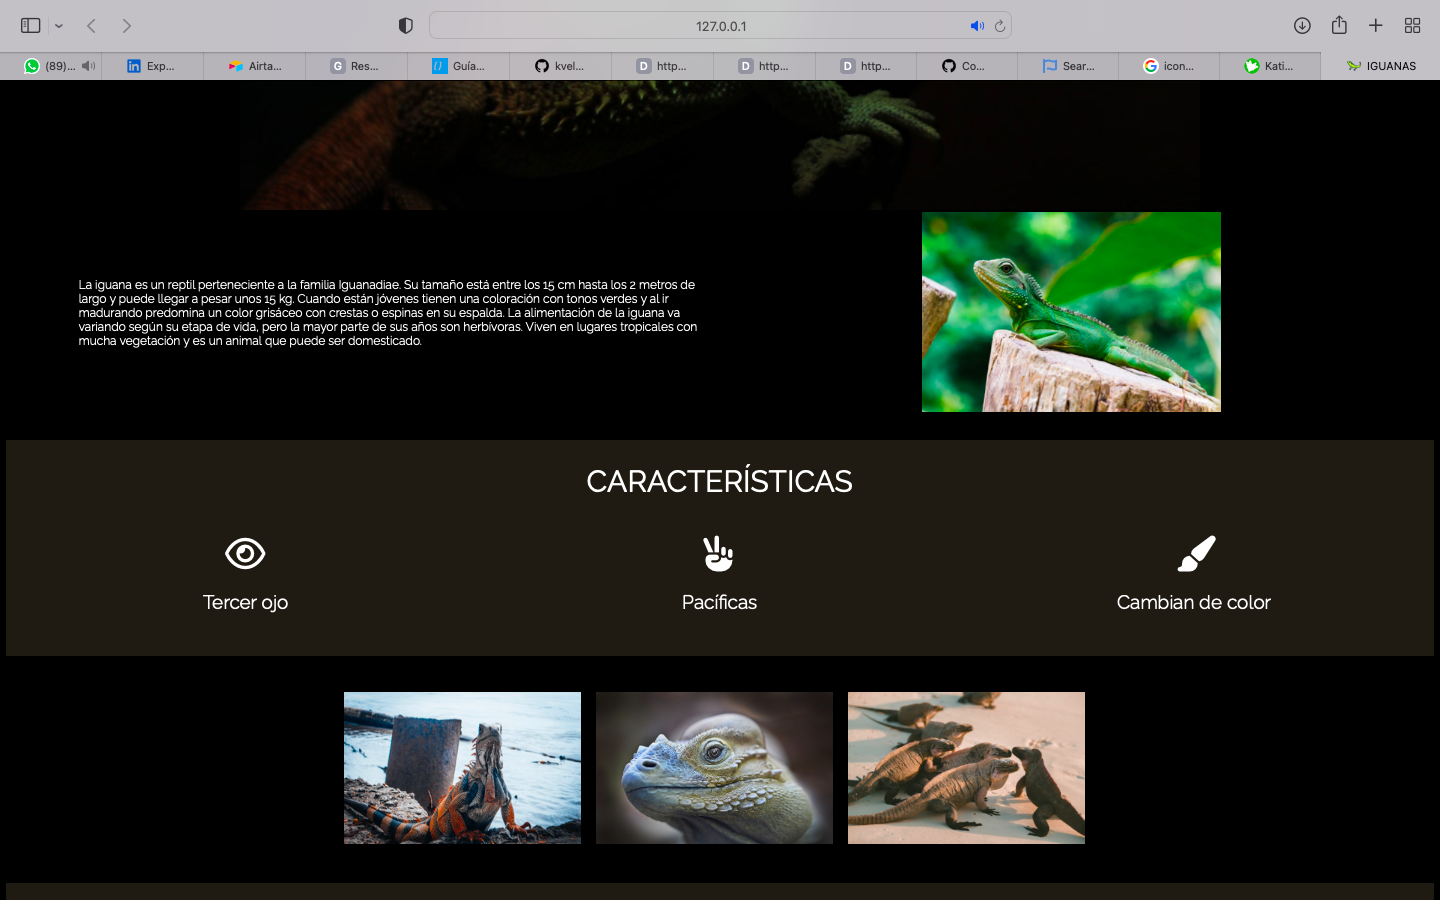 127.0.0.1
(89)...
Exp...
Airta...
G Res...
Guía...
kvel...
D http...
D http...
D http...
Co...
Sear...
icon...
Kati...
IGUANAS
La iguana es un reptil perteneciente a la familia Iguanadiae. Su tamaño está entre los 15 cm hasta los 2 metros de
largo y puede llegar a pesar unos 15 kg. Cuando están jóvenes tienen una coloración con tonos verdes y al ir
madurando predomina un color grisáceo con crestas o espinas en su espalda. La alimentación de la iguana va
variando según su etapa de vida, pero la mayor parte de sus años son herbívoras. Viven en lugares tropicales con
mucha vegetación y es un animal que puede ser domesticado.
CARACTERÍSTICAS
Tercer ojo
Pacíficas
Cambian de color